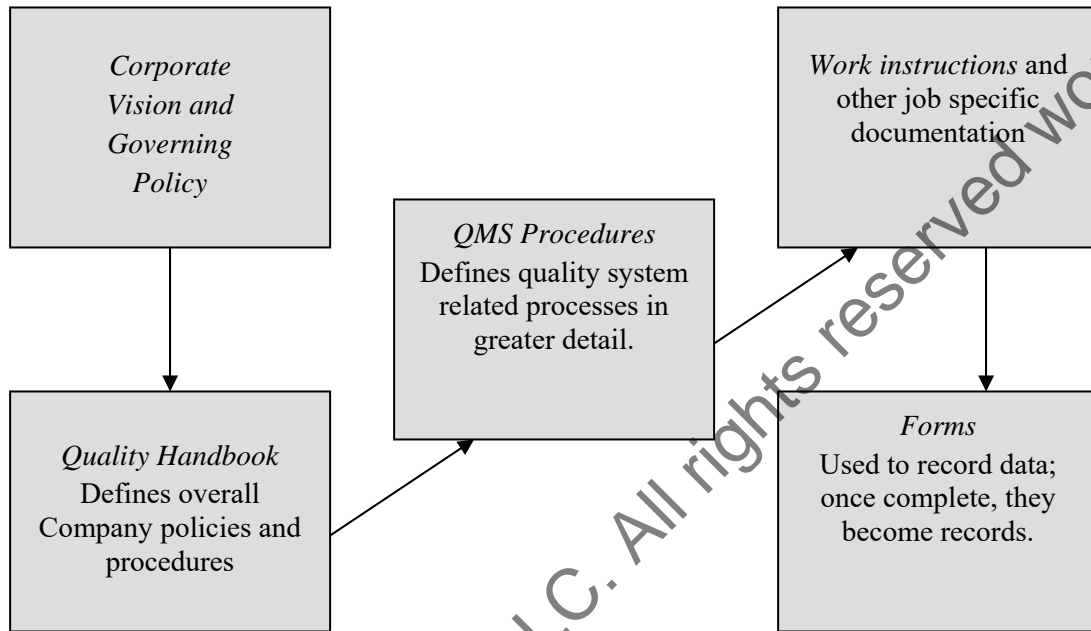 Corporate
Vision and
Governing
Policy
Quality Handbook
Defines overall
Company policies and
procedures
QMS Procedures
Defines quality system
related processes in
greater detail.
Work instructions and
other job specific
documentation
Forms
Used to record data;
once complete, they
become records.
.C. All rights reserved wo